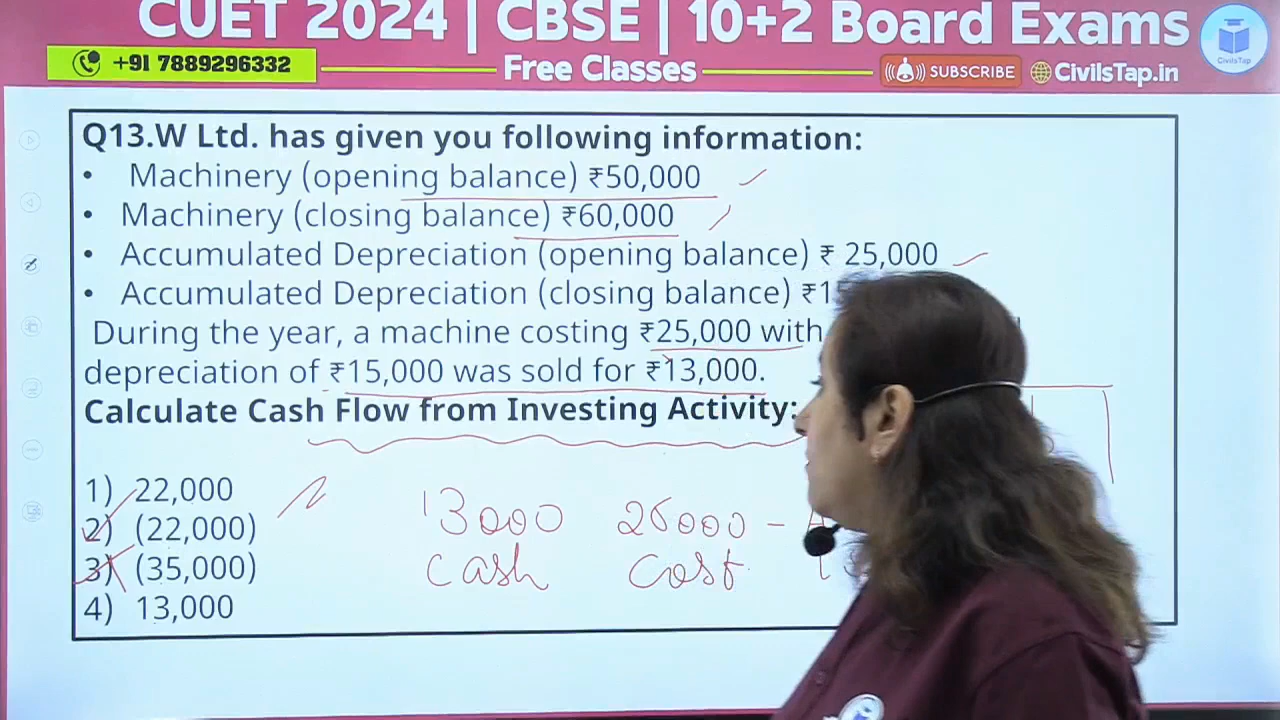 CUET 2024 | CBSE | 10+2 Board Exams
+91 7889296332
Free Classes
SUBSCRIBE
CivilsTap.in
CivilsTap
Q13.W Ltd. has given you following information:
• Machinery (opening balance) ₹50,000
• Machinery (closing balance) ₹60,000
• Accumulated Depreciation (opening balance) ₹ 25,000
• Accumulated Depreciation (closing balance)
During the year, a machine costing ₹25,000 with
depreciation of ₹15,000 was sold for ₹13,000.
Calculate Cash Flow from Investing Activity:
1) 22,000
2) (22,000)
3) (35,000)
4) 13,000
13000 25000 -
cash cost